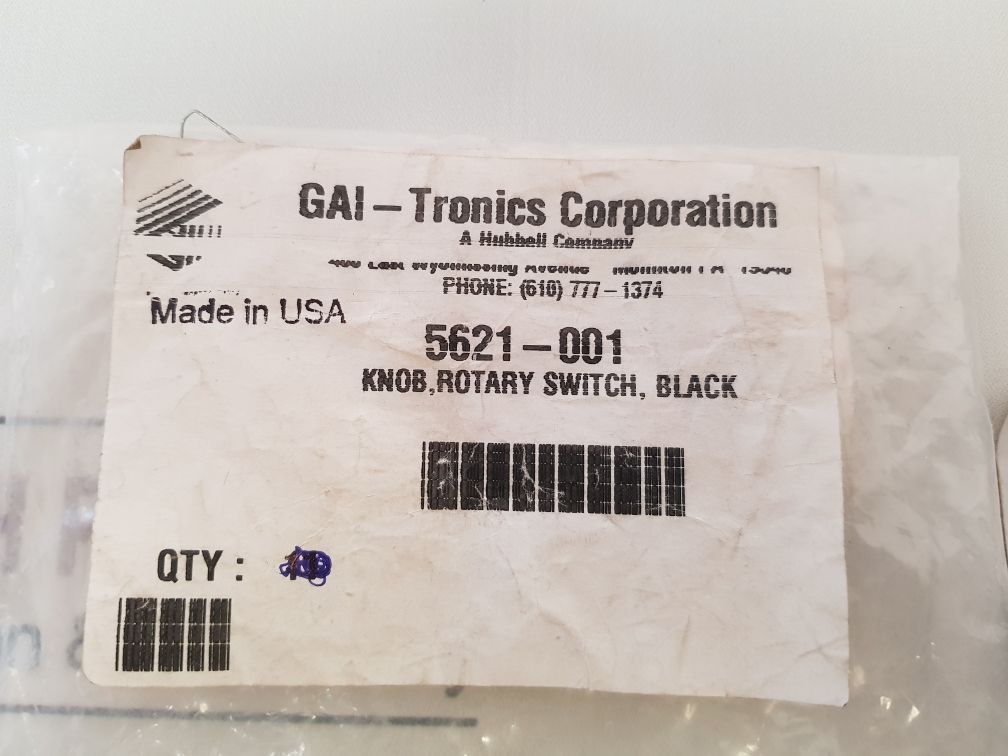 GAI-Tronics Corporation
A Hubbell Company
PHONE: (610) 777-1374
Made in USA
5621-001
KNOB,ROTARY SWITCH, BLACK
QTY :